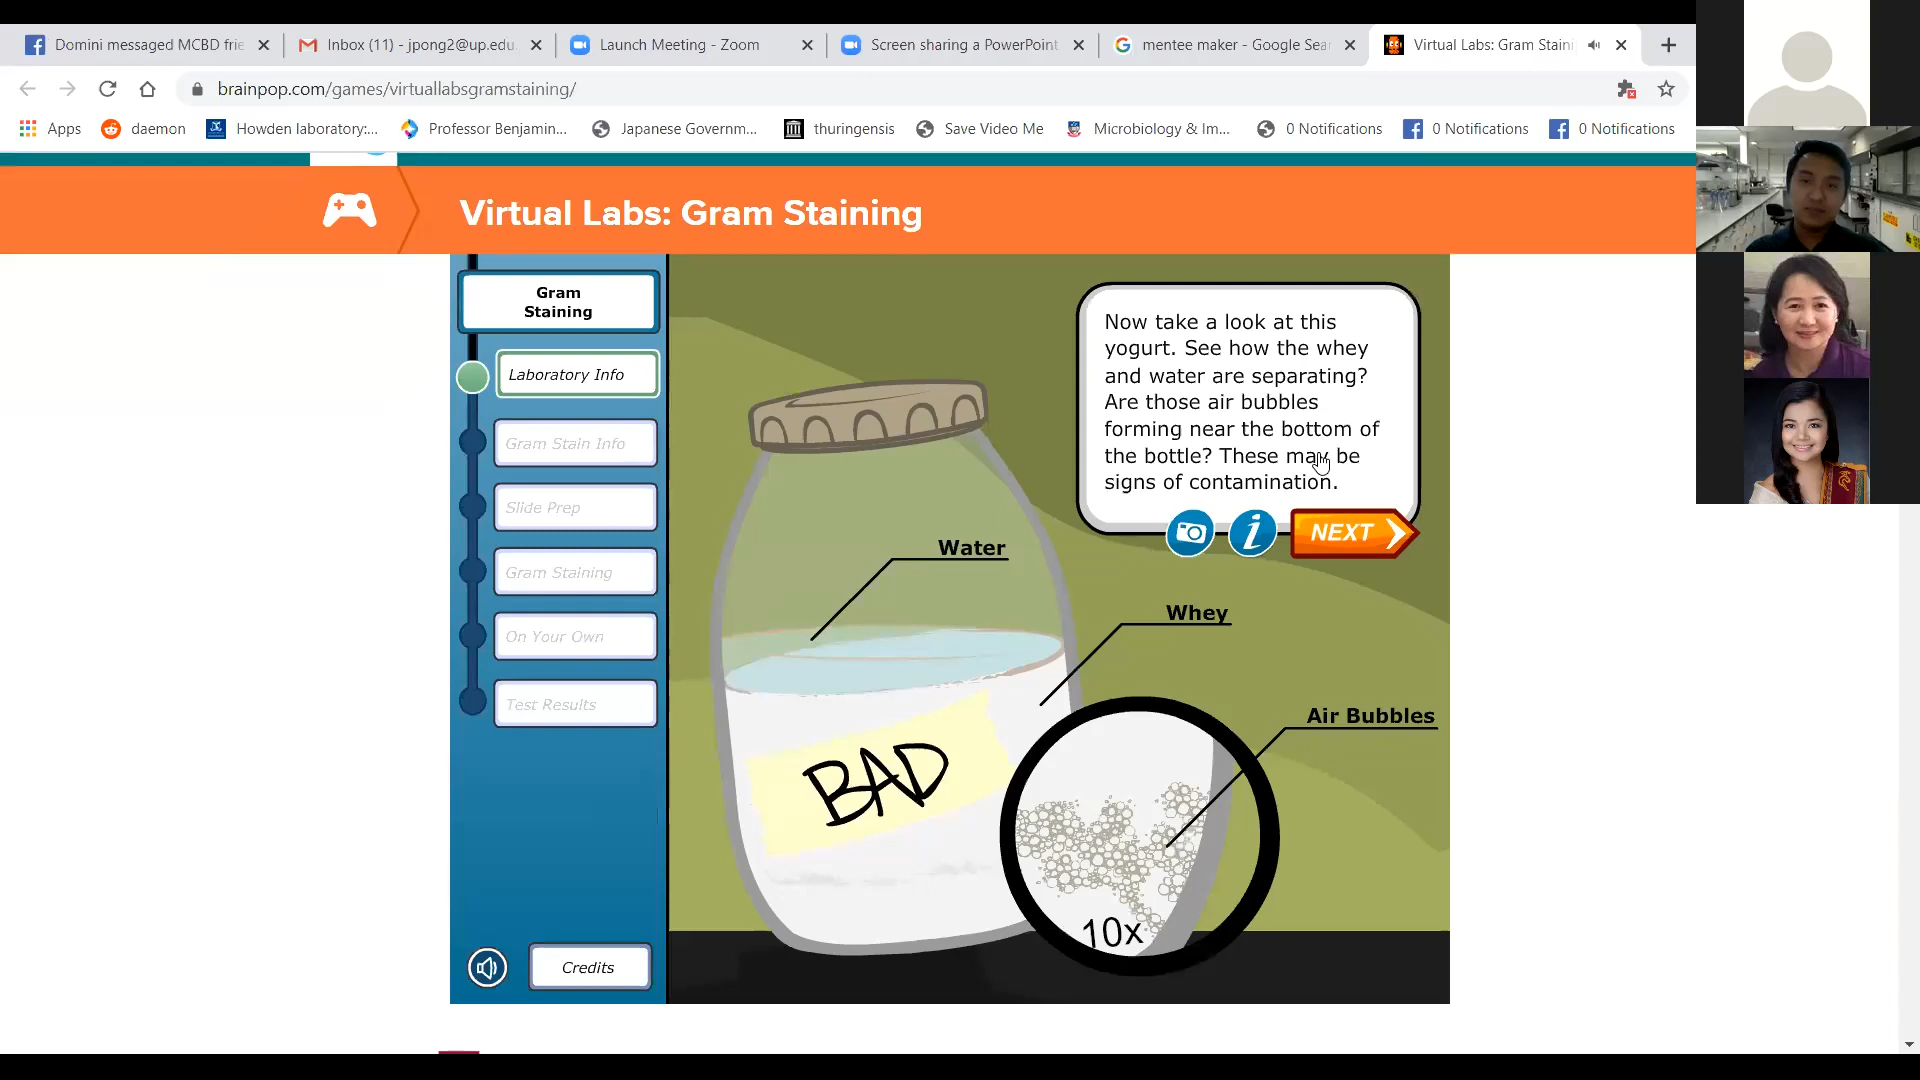 Domini messaged MCBD frie
Inbox (11) - jpong2@up.edu.
Launch Meeting - Zoom
Screen sharing a PowerPoint
mentee maker - Google Sear
Virtual Labs: Gram Staini
brainpop.com/games/virtuallabsgramstaining/
Apps
daemon
Howden laboratory:...
Professor Benjamin...
Japanese Governm...
thuringensis
Save Video Me
Microbiology & Im...
0 Notifications
0 Notifications
0 Notifications
Virtual Labs: Gram Staining
Gram
Staining
Laboratory Info
Gram Stain Info
Slide Prep
Gram Staining
On Your Own
Test Results
Credits
Now take a look at this
yogurt. See how the whey
and water are separating?
Are those air bubbles
forming near the bottom of
the bottle? These may be
signs of contamination.
NEXT
Water
Whey
Air Bubbles
BAD
10x